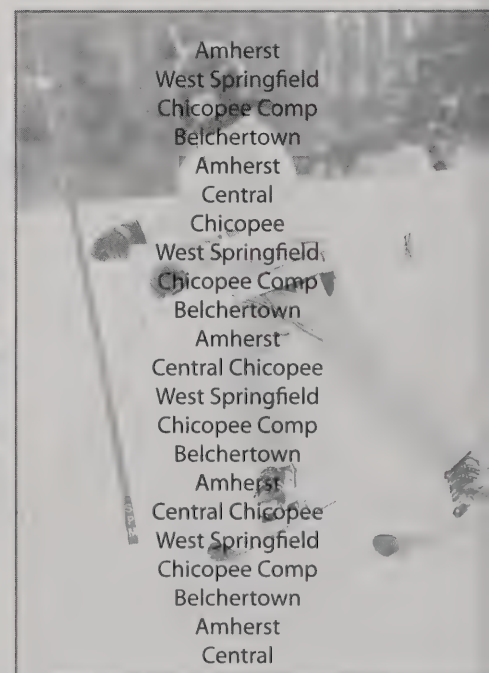 Amherst
West Springfield
Chicopee Comp
Belchertown
Amherst
Central
Chicopee
West Springfield
Chicopee Comp
Belchertown
Amherst
Central Chicopee
West Springfield
Chicopee Comp
Belchertown
Amherst
Central Chicopee
West Springfield
Chicopee Comp
Belchertown
Amherst
Central